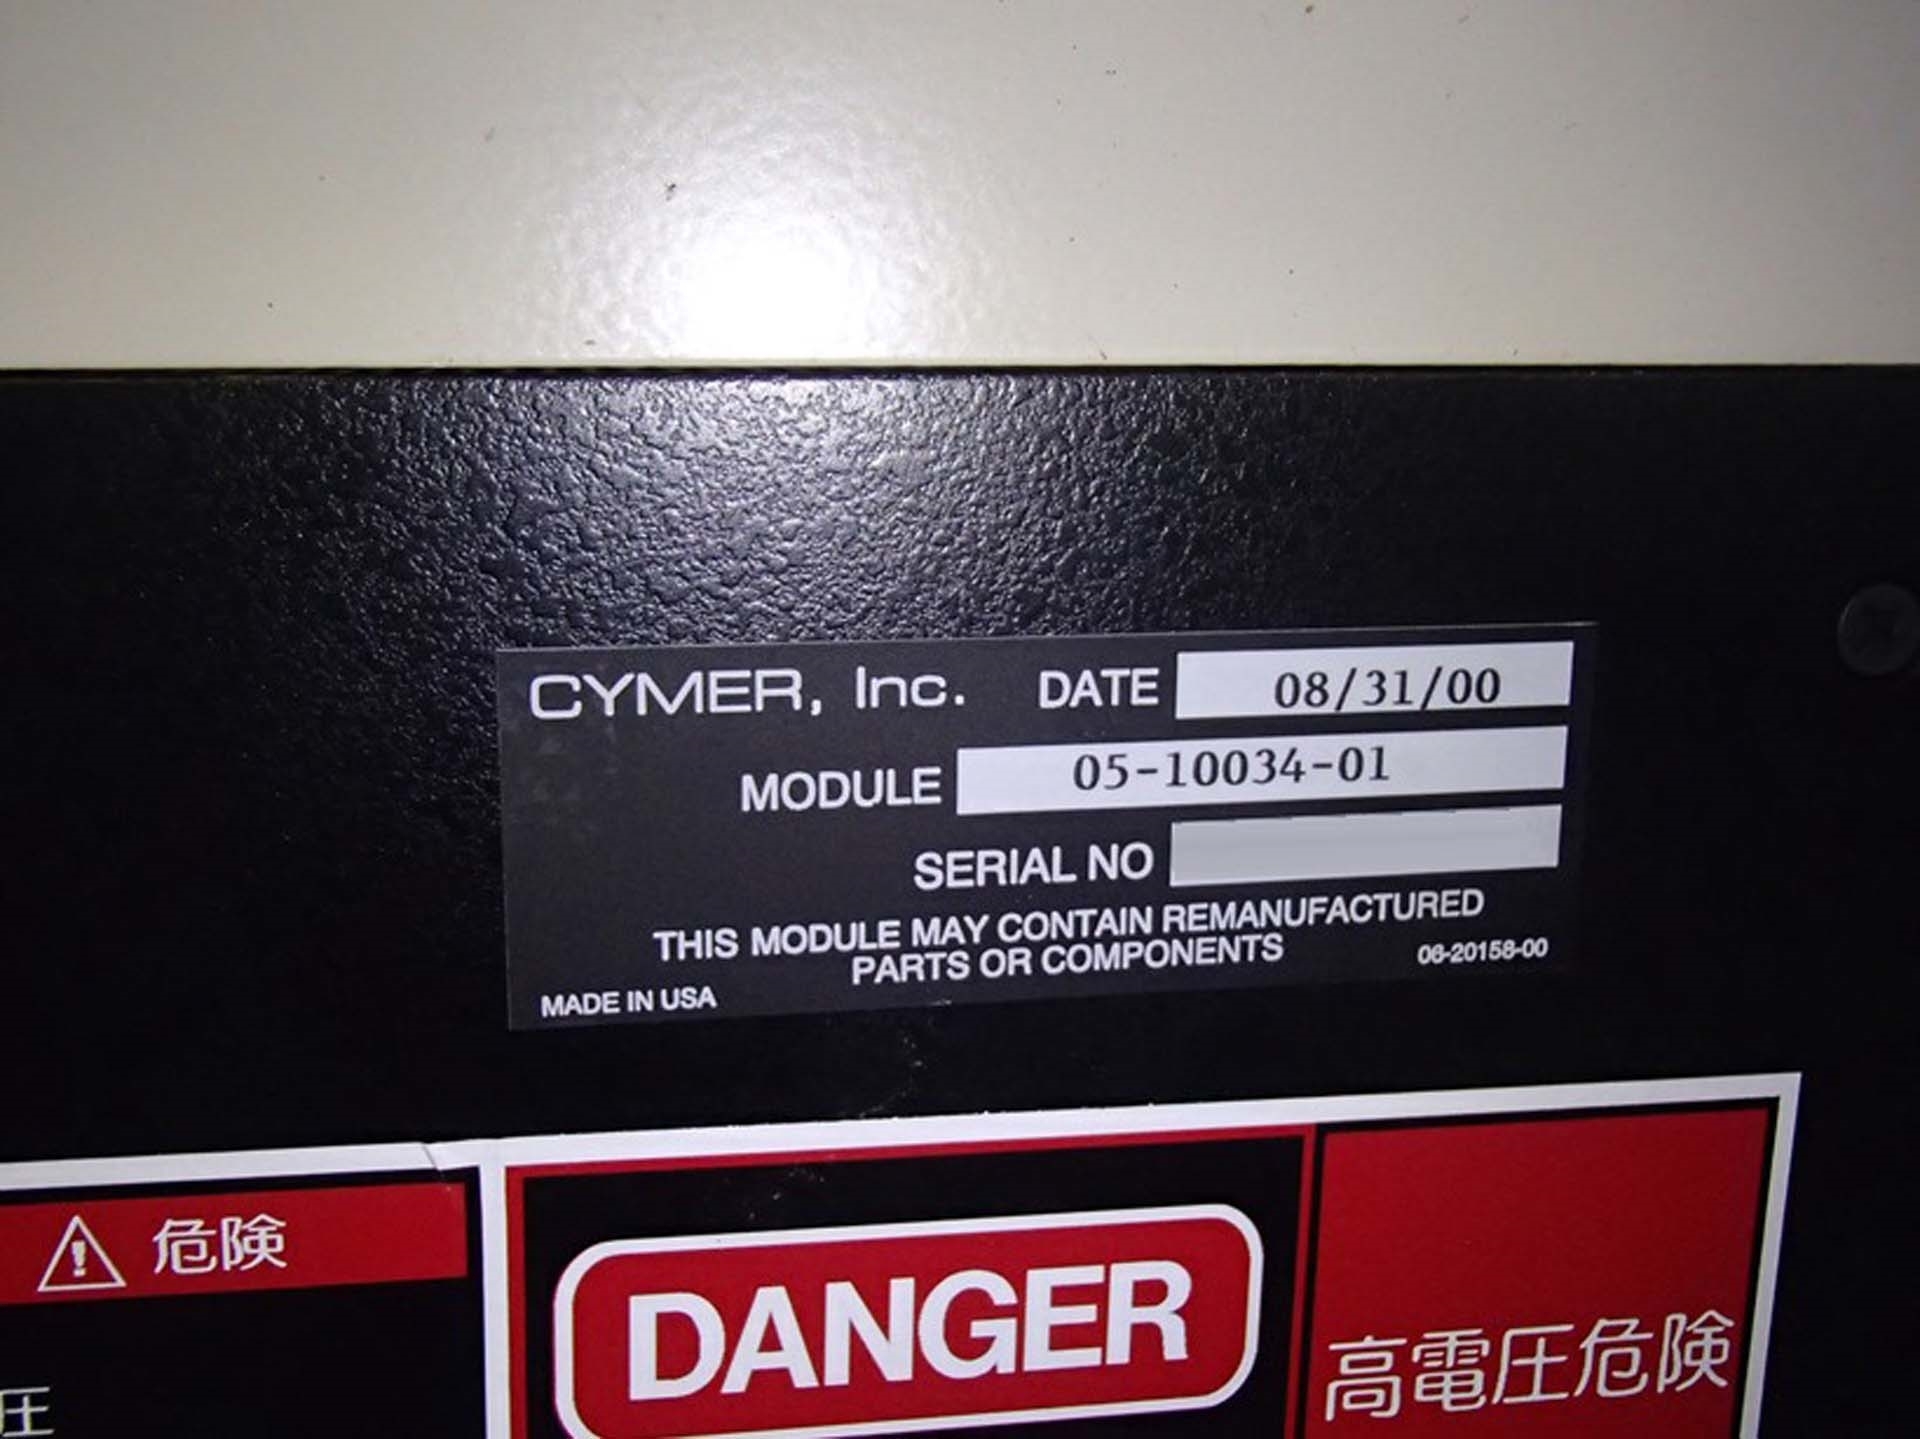 CYMER, Inc. DATE 08/31/00
MODULE 05-10034-01
SERIAL NO
THIS MODULE MAY CONTAIN REMANUFACTURED
PARTS OR COMPONENTS 06-20158-00
MADE IN USA
危険
圧
DANGER
高電圧危険